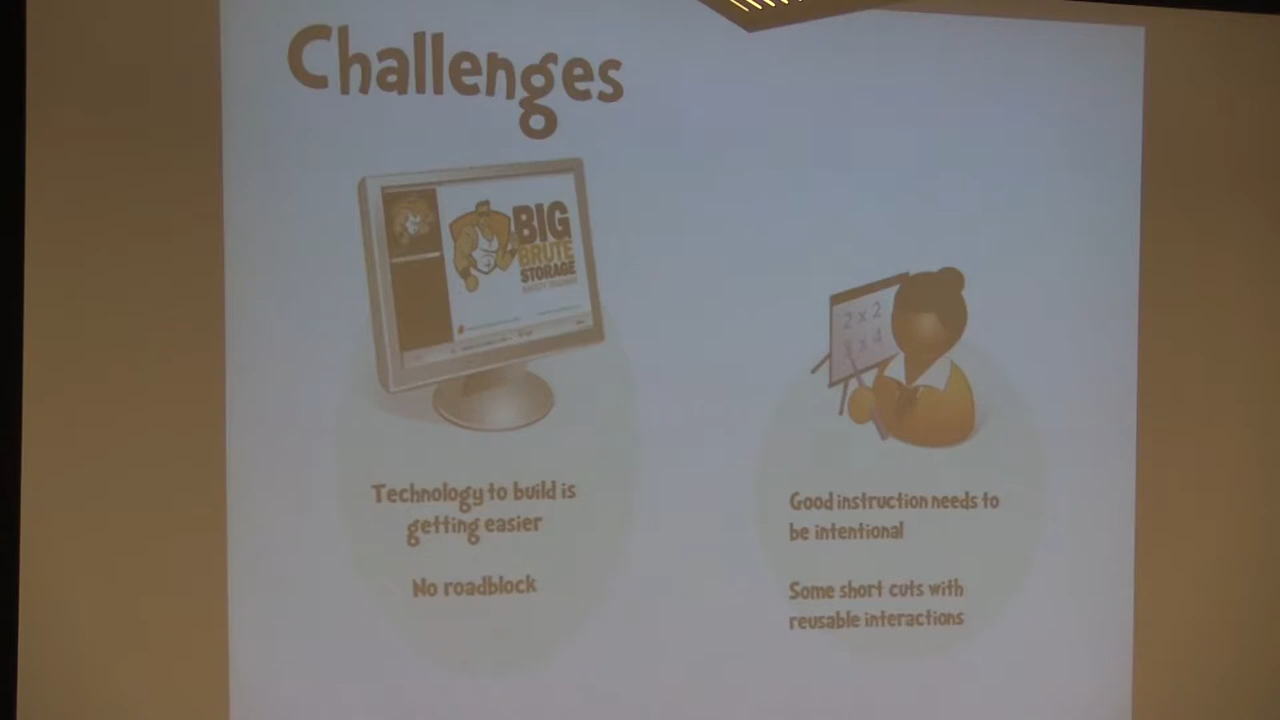 Challenges
BIG
BRUTE
STORAGE
Technology to build is
getting easier
No roadblock
2 x 2
x 4
Good instruction needs to
be intentional
Some short cuts with
reusable interactions